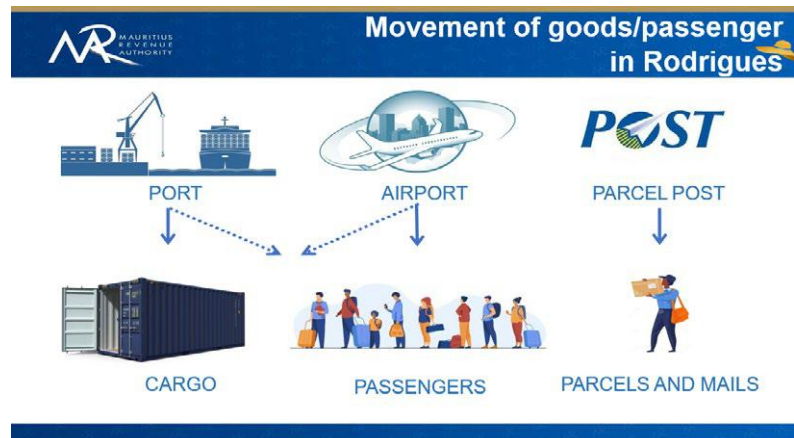 MAURITIUS
REVENUE
AUTHORITY
Movement of goods/passenger
in Rodrigues
POST
PORT
AIRPORT
PARCEL POST
CARGO
PASSENGERS
PARCELS AND MAILS